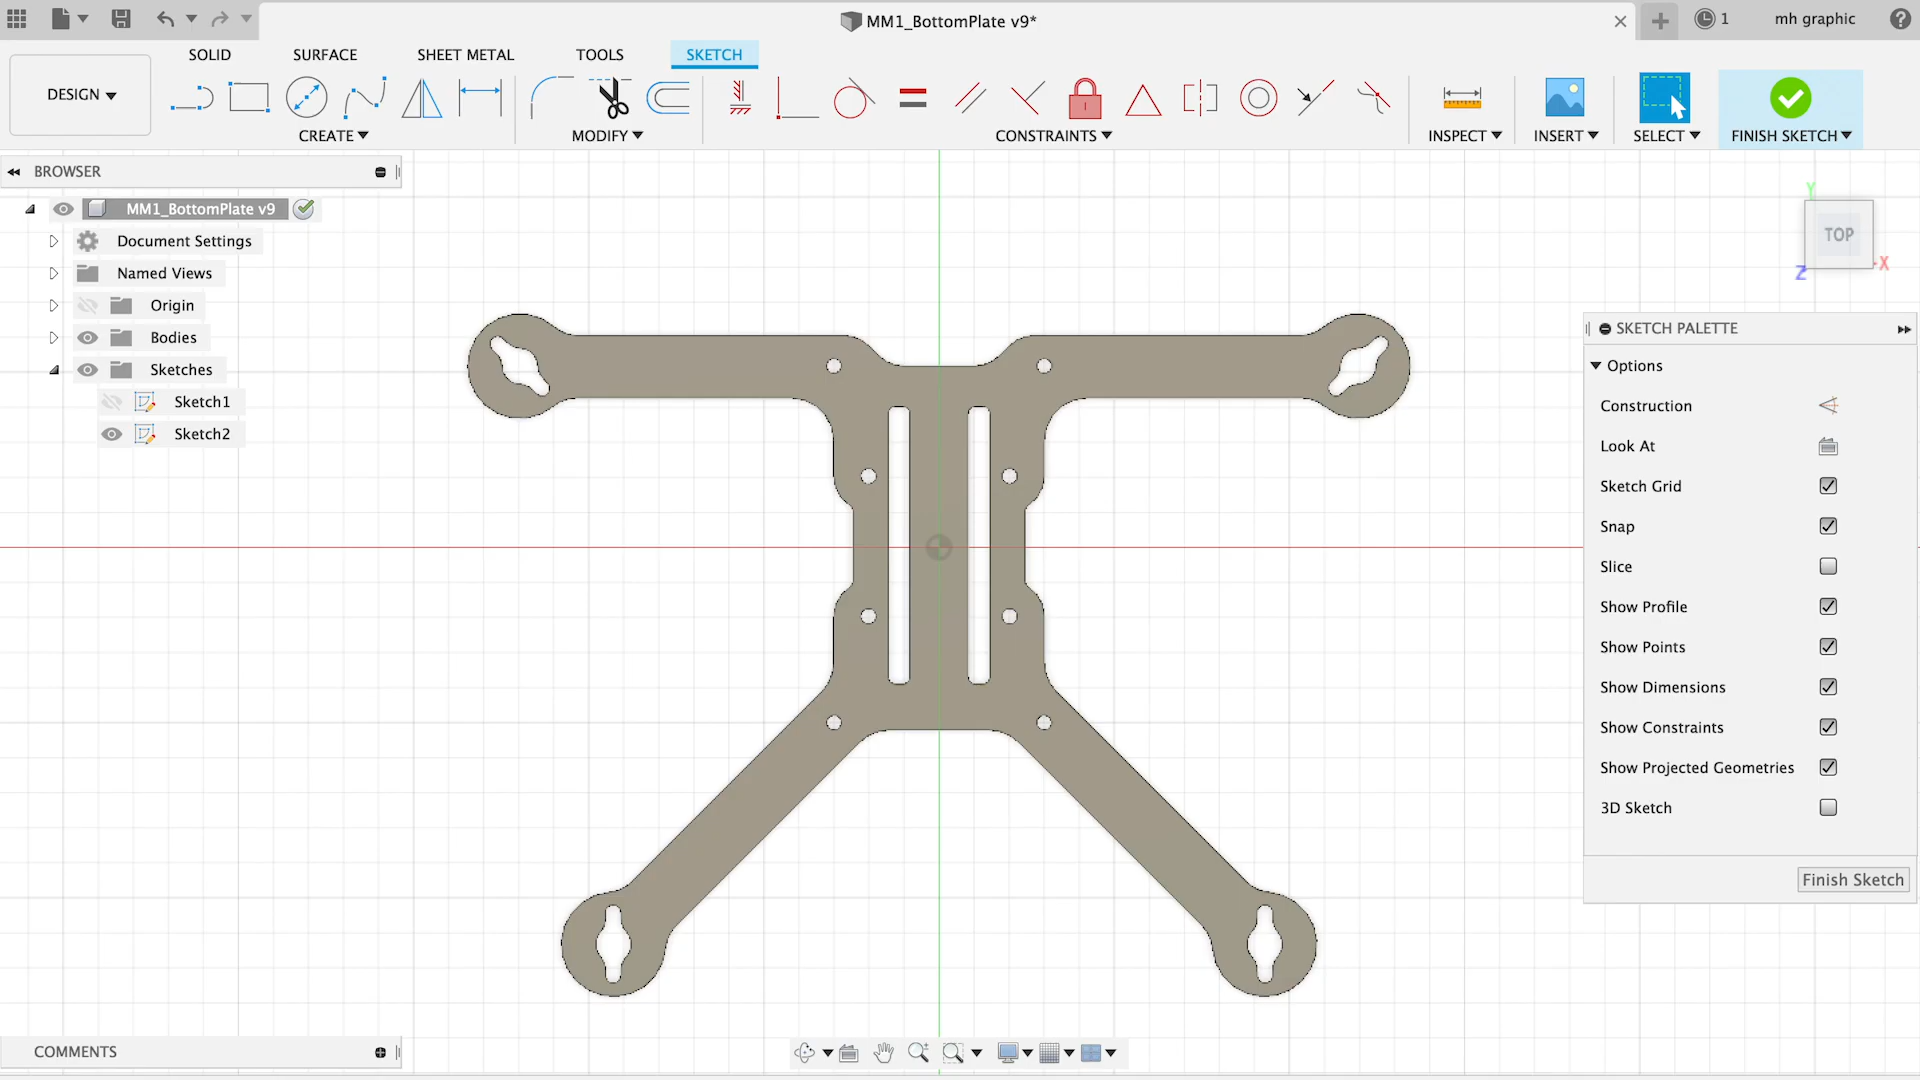 MM1_BottomPlate v9*
1
mh graphic
SOLID
SURFACE
SHEET METAL
TOOLS
SKETCH
DESIGN
CREATE
MODIFY
CONSTRAINTS
INSPECT
INSERT
SELECT
FINISH SKETCH
BROWSER
MM1_BottomPlate v9
Document Settings
Named Views
Origin
Bodies
Sketches
Sketch1
Sketch2
Y
TOP
Z
X
SKETCH PALETTE
Options
Construction
Look At
Sketch Grid
Snap
Slice
Show Profile
Show Points
Show Dimensions
Show Constraints
Show Projected Geometries
3D Sketch
Finish Sketch
COMMENTS